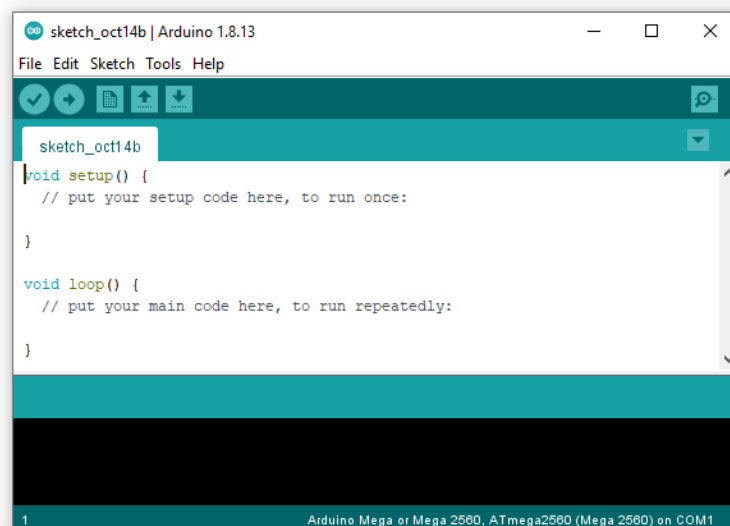 sketch_oct14b | Arduino 1.8.13
File Edit Sketch Tools Help
sketch_oct14b
void setup() {
  // put your setup code here, to run once:
}
void loop() {
  // put your main code here, to run repeatedly:
}
1 Arduino Mega or Mega 2560, ATmega2560 (Mega 2560) on COM1